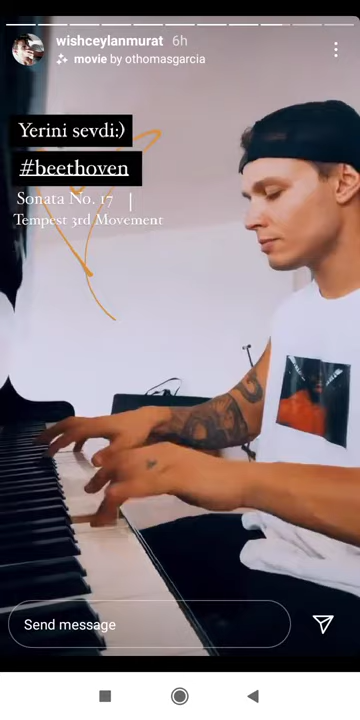 wishceylanmurat 6h
movie by othomasgarcia
Yerini sevdi:)
#beethoven
Sonata No. 17 |
Tempest 3rd Movement
Send message